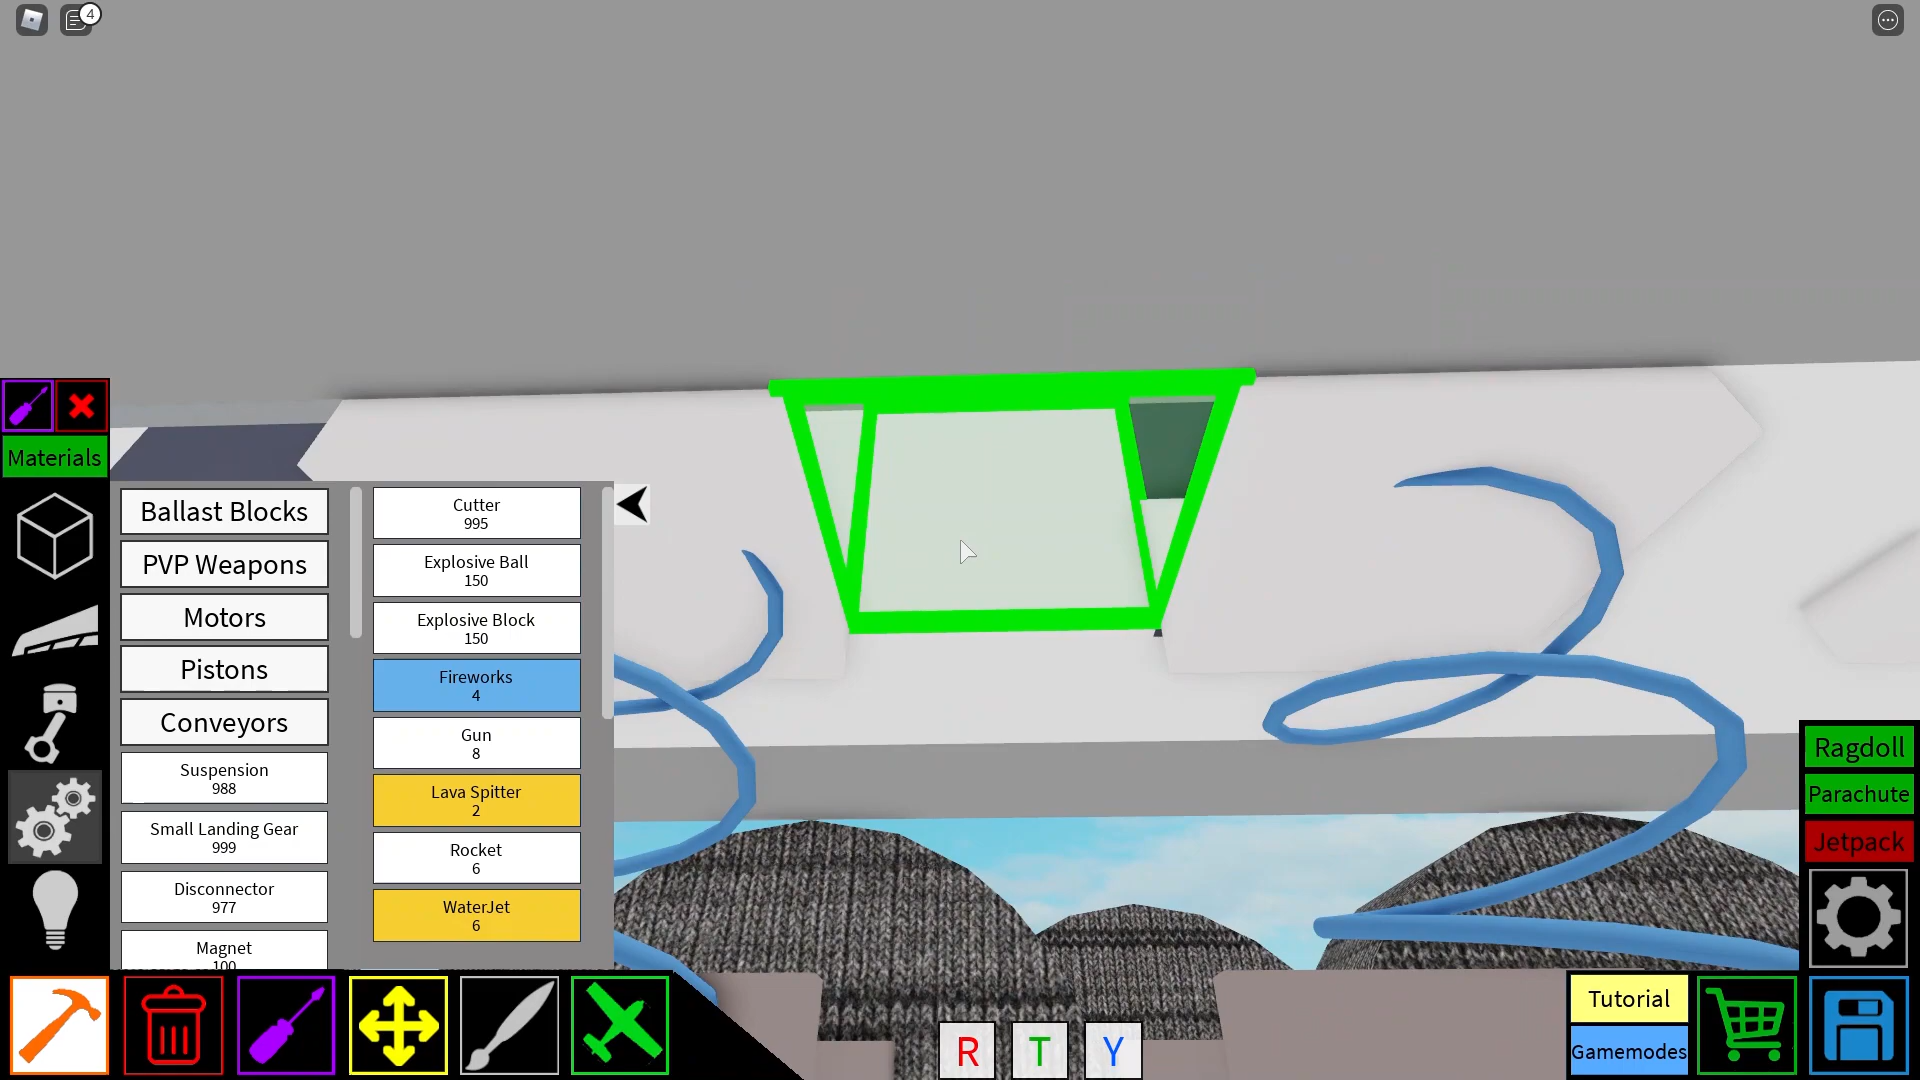 4
Materials
Ballast Blocks
PVP Weapons
Motors
Pistons
Conveyors
Suspension
988
Small Landing Gear
999
Disconnector
977
Magnet
100
Cutter
995
Explosive Ball
150
Explosive Block
150
Fireworks
4
Gun
8
Lava Spitter
2
Rocket
6
WaterJet
6
Ragdoll
Parachute
Jetpack
R T Y
Tutorial
Gamemodes